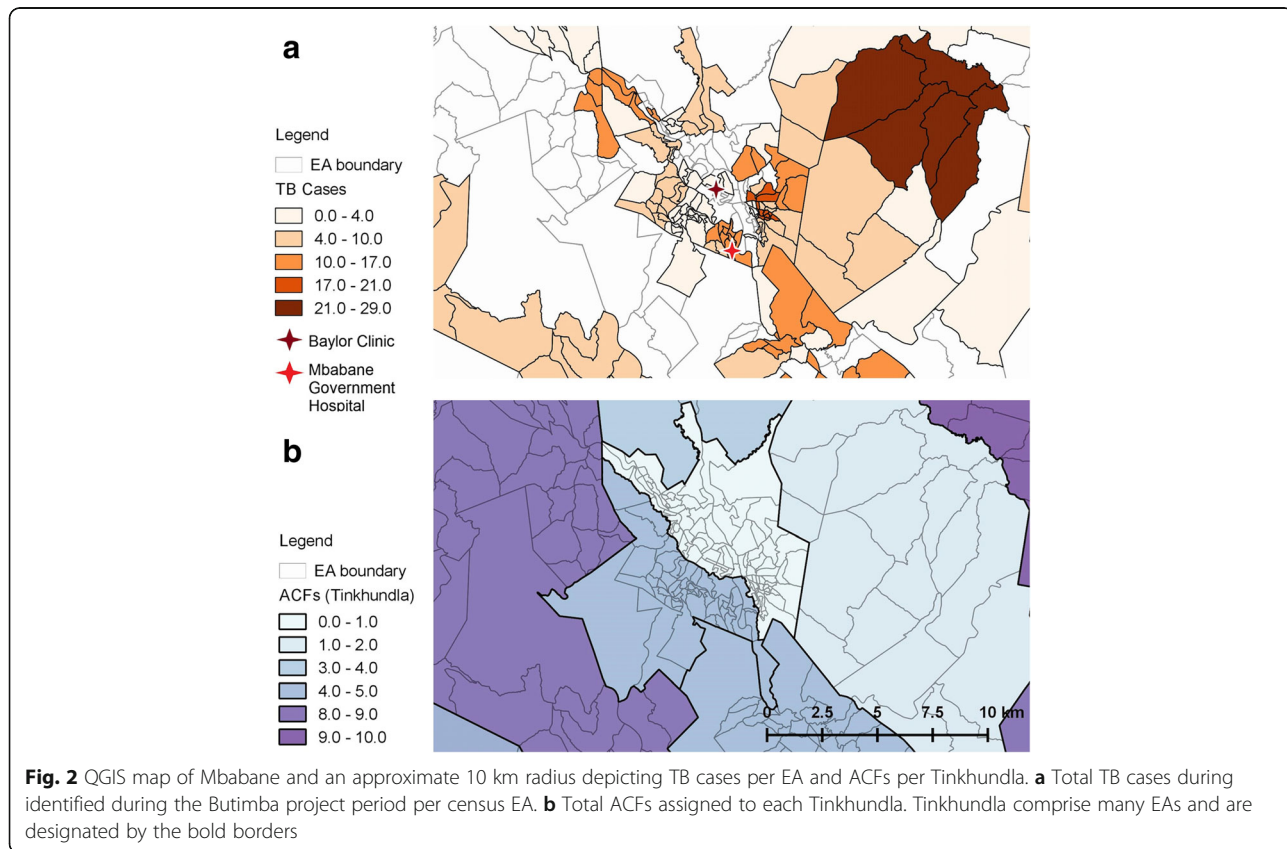 a
Legend
EA boundary
TB Cases
0.0 - 4.0
4.0 - 10.0
10.0 - 17.0
17.0 - 21.0
21.0 - 29.0
Baylor Clinic
Mbabane
Government
Hospital
b
Legend
EA boundary
ACFs (Tinkhundla)
0.0 - 1.0
1.0 - 2.0
3.0 - 4.0
4.0 - 5.0
8.0 - 9.0
9.0 - 10.0
0 2.5 5 7.5 10 km
Fig. 2 QGIS map of Mbabane and an approximate 10 km radius depicting TB cases per EA and ACFs per Tinkhundla. a Total TB cases during
identified during the Butimba project period per census EA. b Total ACFs assigned to each Tinkhundla. Tinkhundla comprise many EAs and are
designated by the bold borders